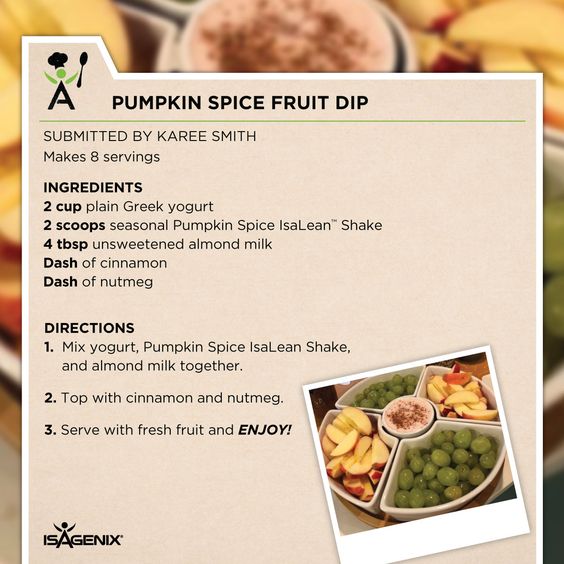 PUMPKIN SPICE FRUIT DIP
SUBMITTED BY KAREE SMITH
Makes 8 servings
INGREDIENTS
2 cup plain Greek yogurt
2 scoops seasonal Pumpkin Spice IsaLean™ Shake
4 tbsp unsweetened almond milk
Dash of cinnamon
Dash of nutmeg
DIRECTIONS
1. Mix yogurt, Pumpkin Spice IsaLean Shake,
and almond milk together.
2. Top with cinnamon and nutmeg.
3. Serve with fresh fruit and ENJOY!
ISAGENIX®